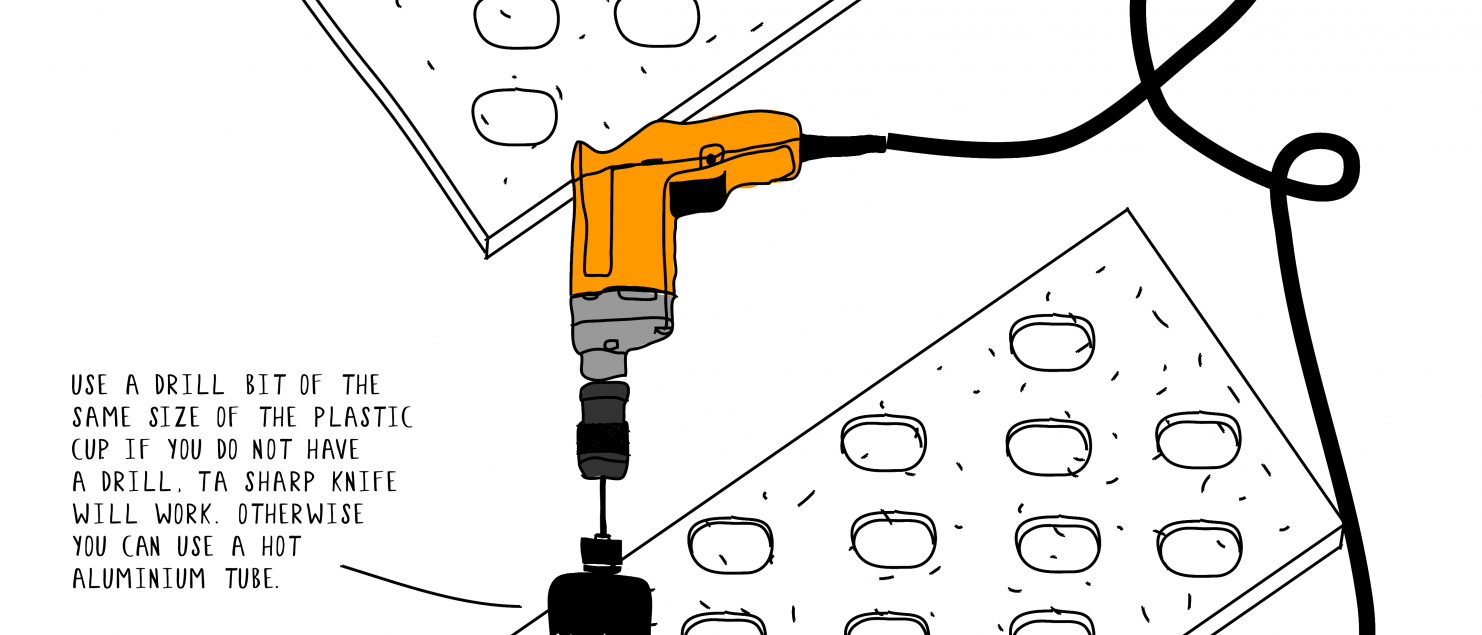 USE A DRILL BIT OF THE
SAME SIZE OF THE PLASTIC
CUP IF YOU DO NOT HAVE
A DRILL, TA SHARP KNIFE
WILL WORK. OTHERWISE
YOU CAN USE A HOT
ALUMINIUM TUBE.